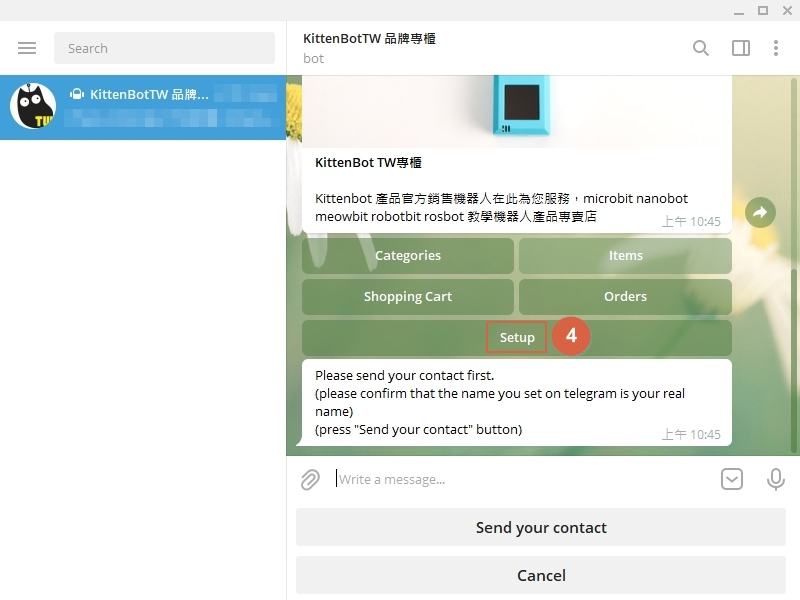 Search
KittenBotTW 品牌專櫃
bot
KittenBotTW 品牌...
TW
KittenBot TW專櫃
Kittenbot 產品官方銷售機器人在此為您服務，microbit nanobot
meowbit robotbit rosbot 教學機器人產品專賣店
上午 10:45
Categories
Items
Shopping Cart
Orders
Setup
4
Please send your contact first.
(please confirm that the name you set on telegram is your real
name)
(press "Send your contact" button)
上午 10:45
Write a message...
Send your contact
Cancel